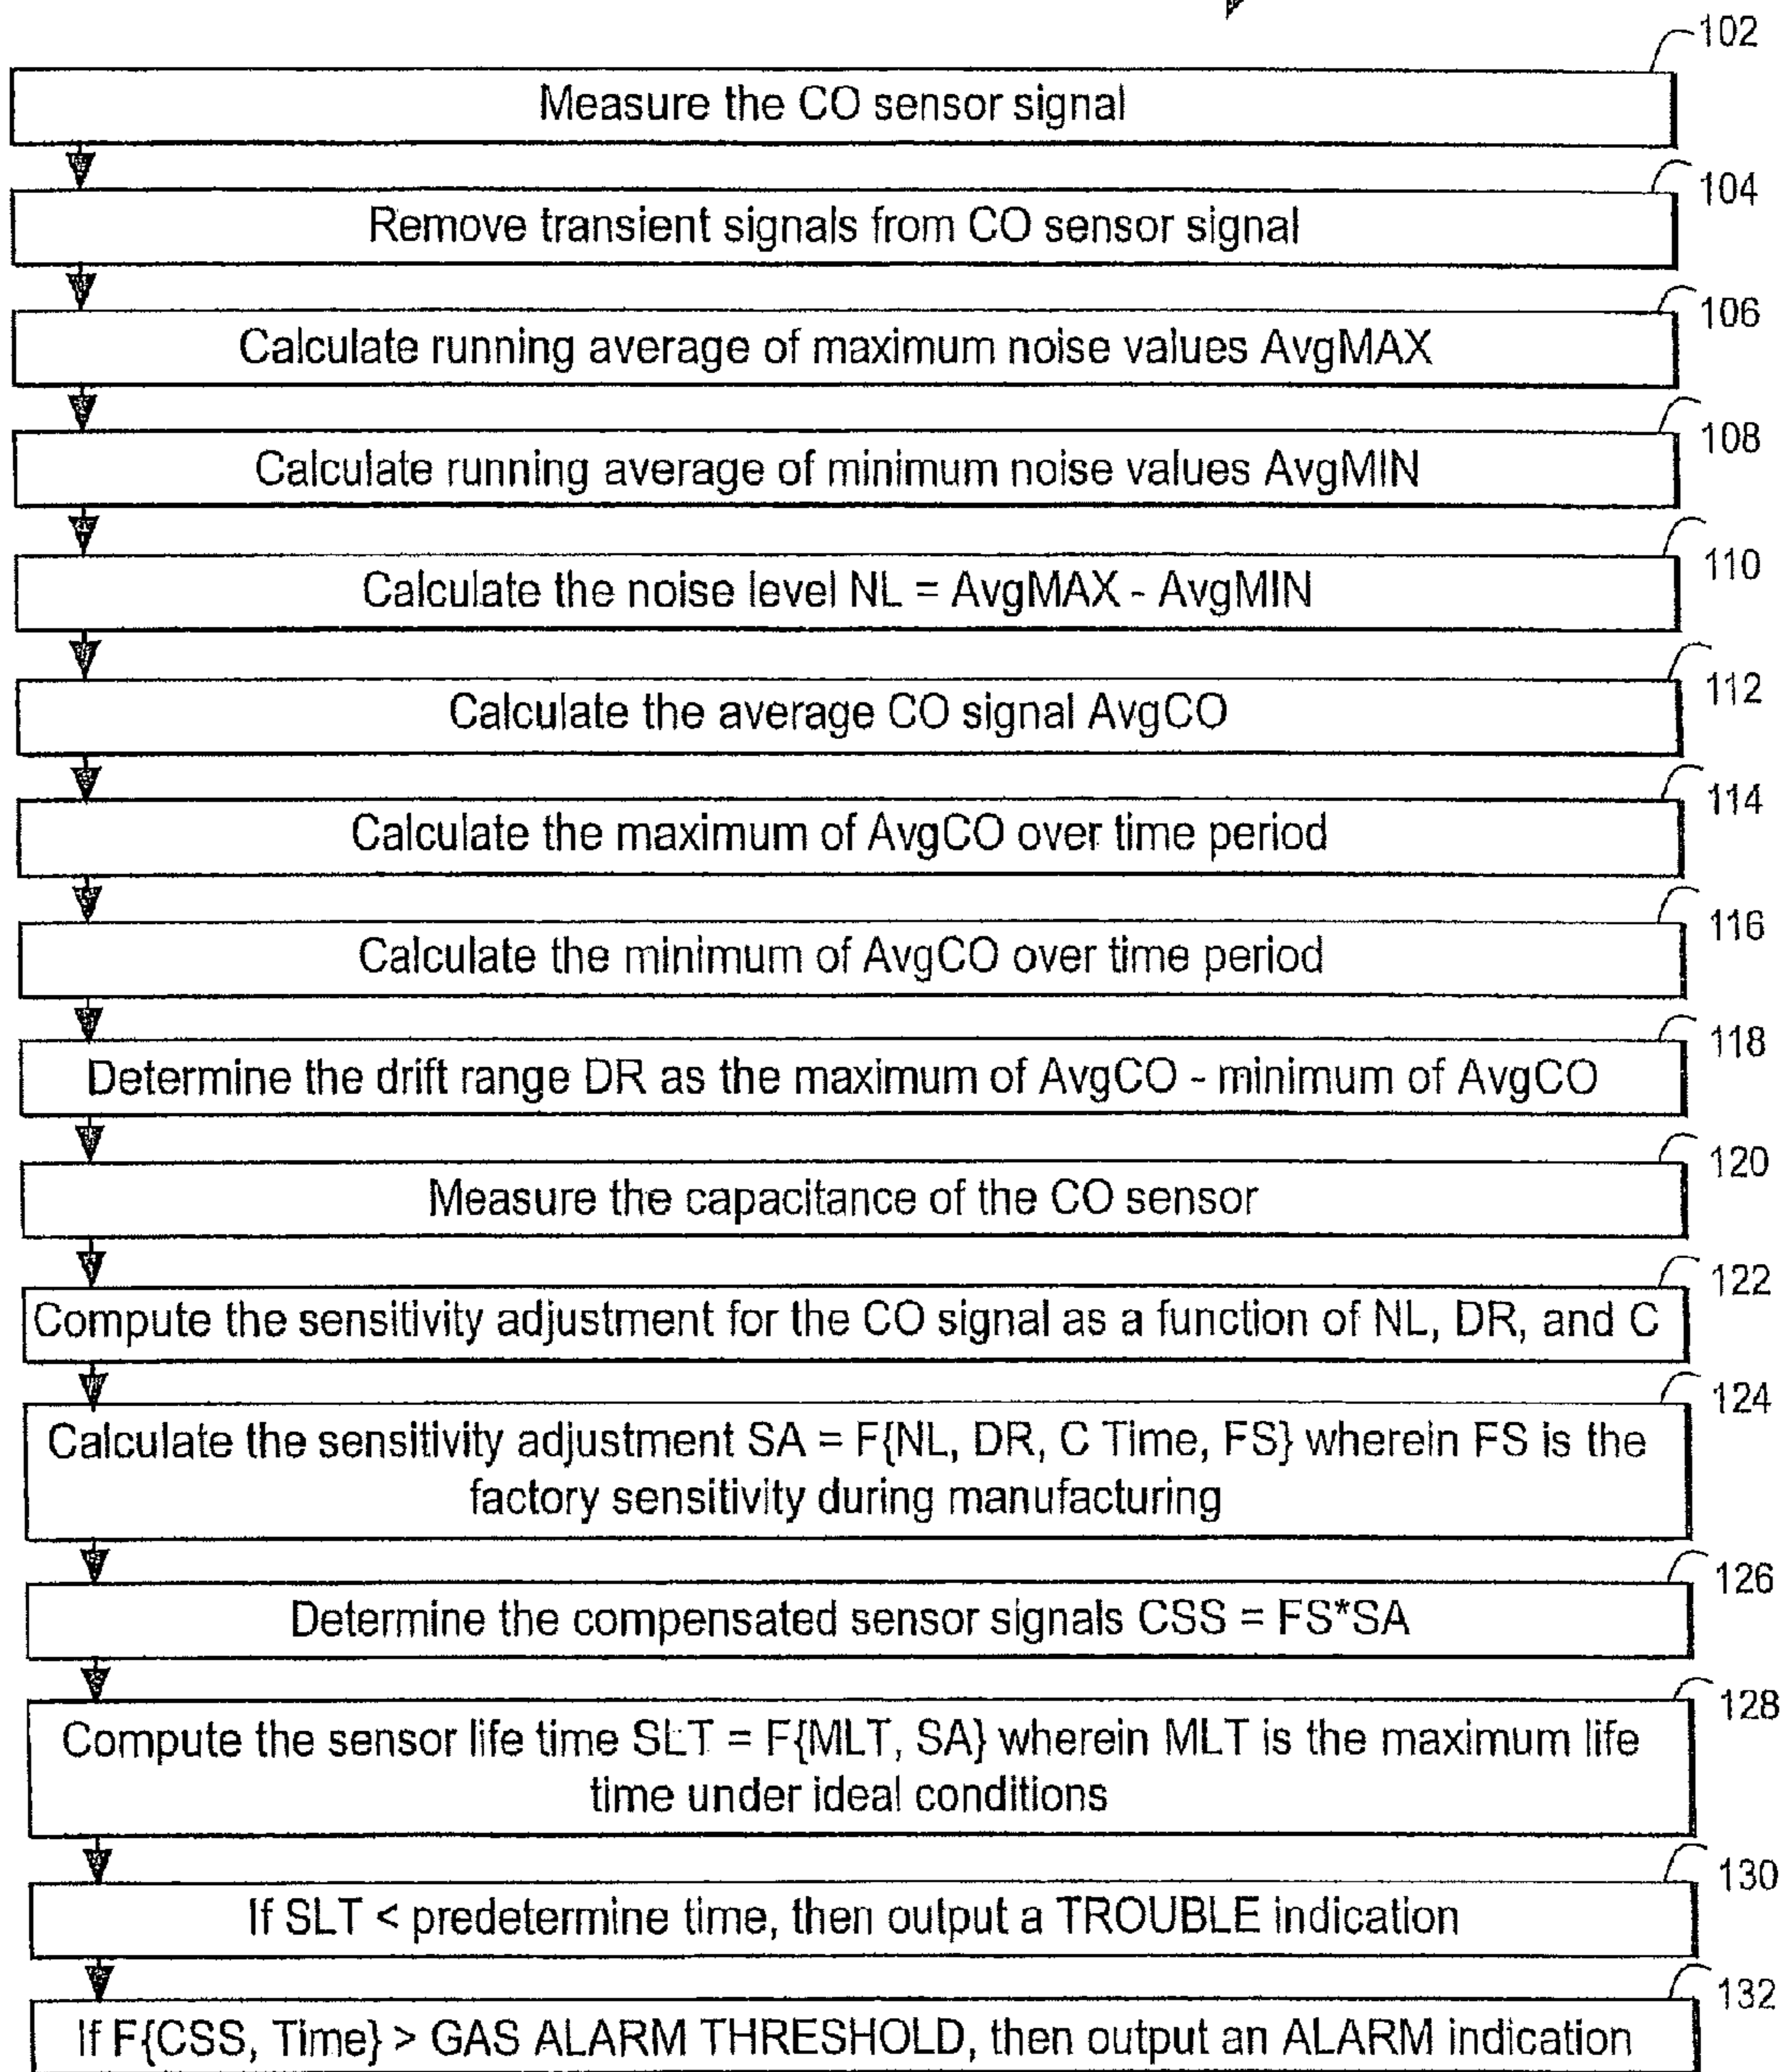 102
Measure the CO sensor signal
104
Remove transient signals from CO sensor signal
106
Calculate running average of maximum noise values AvgMAX
108
Calculate running average of minimum noise values AvgMIN
110
Calculate the noise level NL = AvgMAX - AvgMIN
112
Calculate the average CO signal AvgCO
114
Calculate the maximum of AvgCO over time period
116
Calculate the minimum of AvgCO over time period
118
Determine the drift range DR as the maximum of AvgCO - minimum of AvgCO
120
Measure the capacitance of the CO sensor
122
Compute the sensitivity adjustment for the CO signal as a function of NL, DR, and C
124
Calculate the sensitivity adjustment SA = F{NL, DR, C Time, FS} wherein FS is the
factory sensitivity during manufacturing
126
Determine the compensated sensor signals CSS = FS*SA
128
Compute the sensor life time SLT = F{MLT, SA} wherein MLT is the maximum life
time under ideal conditions
130
If SLT < predetermine time, then output a TROUBLE indication
132
If F{CSS, Time} > GAS ALARM THRESHOLD, then output an ALARM indication